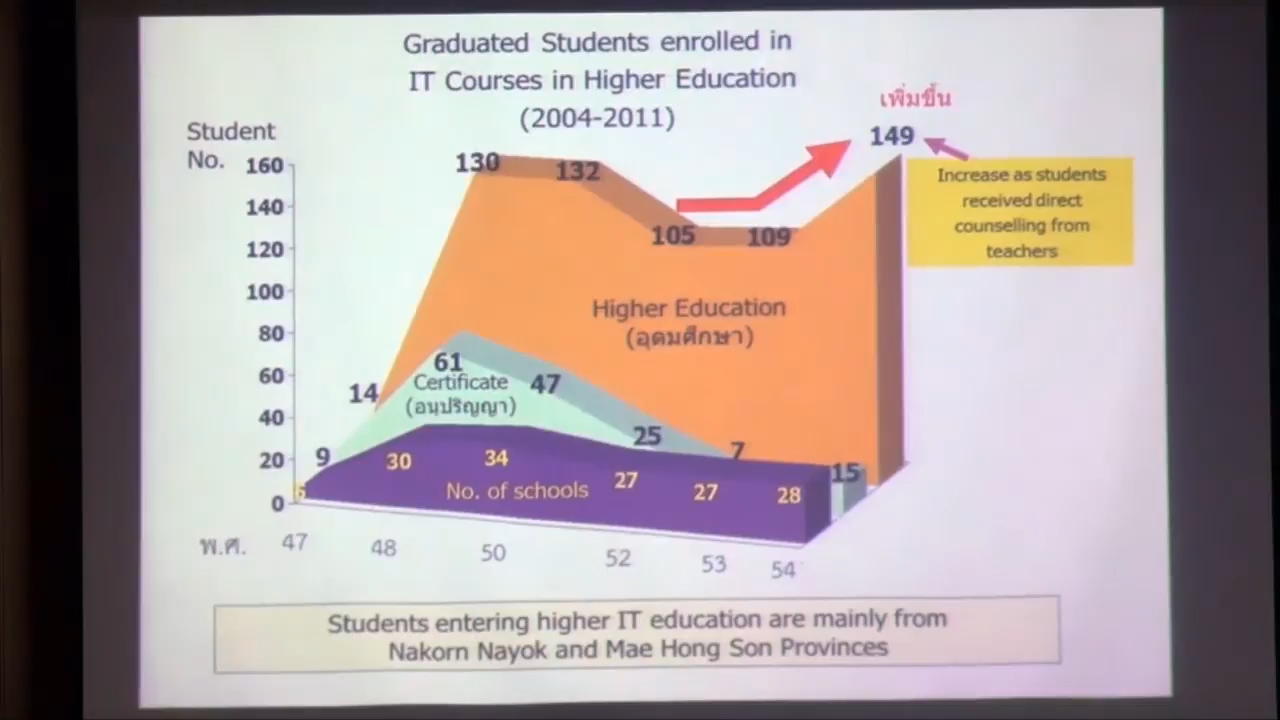 Graduated Students enrolled in
IT Courses in Higher Education
(2004-2011)
เพิ่มขึ้น
Student
No.
160
140
120
100
80
60
40
20
0
130
132
105
109
149
Increase as students
received direct
counselling from
teachers
Higher Education
(อุดมศึกษา)
14
61
47
25
7
15
Certificate
(อนุปริญญา)
9
6
30
34
27
27
28
No. of schools
พ.ศ.
47
48
50
52
53
54
Students entering higher IT education are mainly from
Nakorn Nayok and Mae Hong Son Provinces